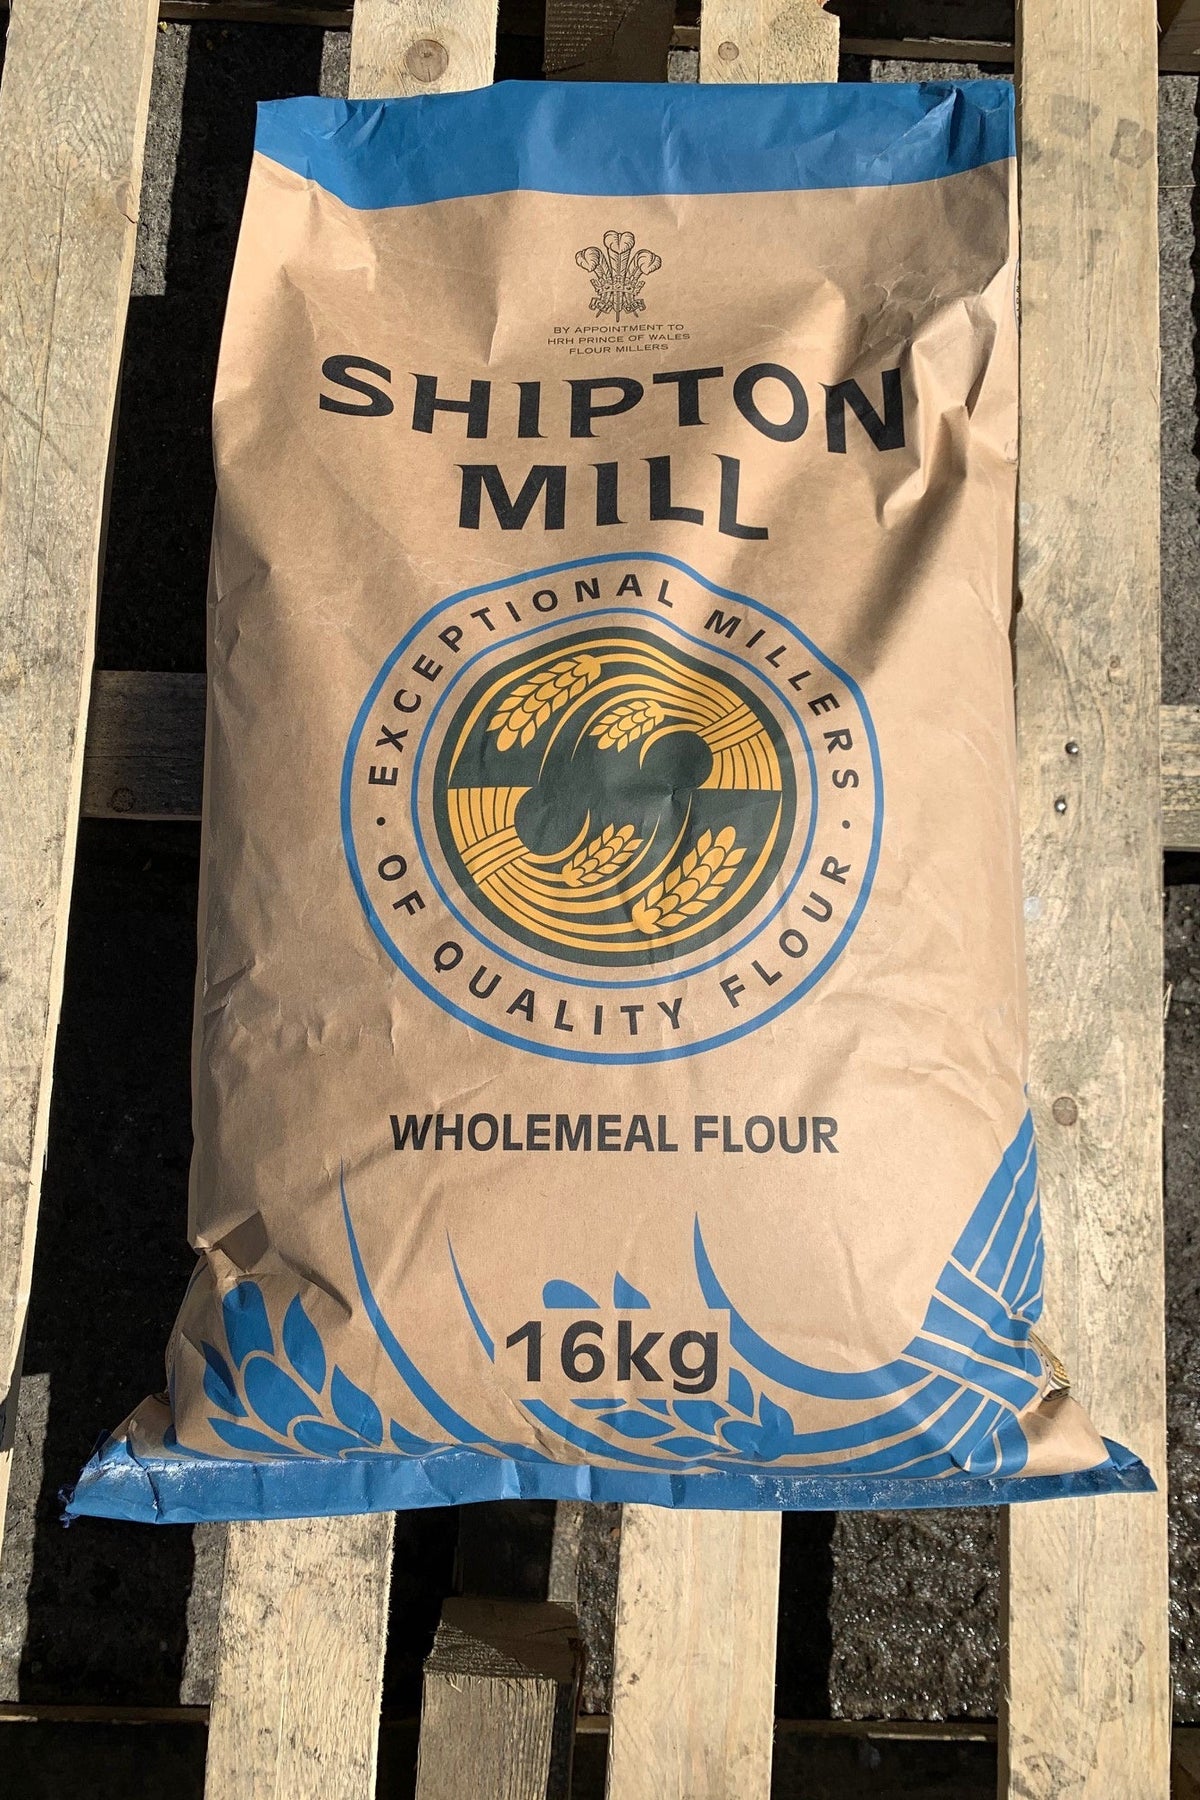 BY APPOINTMENT TO
HRH PRINCE OF WALES
FLOUR MILLERS
SHIPTON
MILL
· EXCEPTIONAL MILLERS ·
OF QUALITY FLOUR
WHOLEMEAL FLOUR
16kg